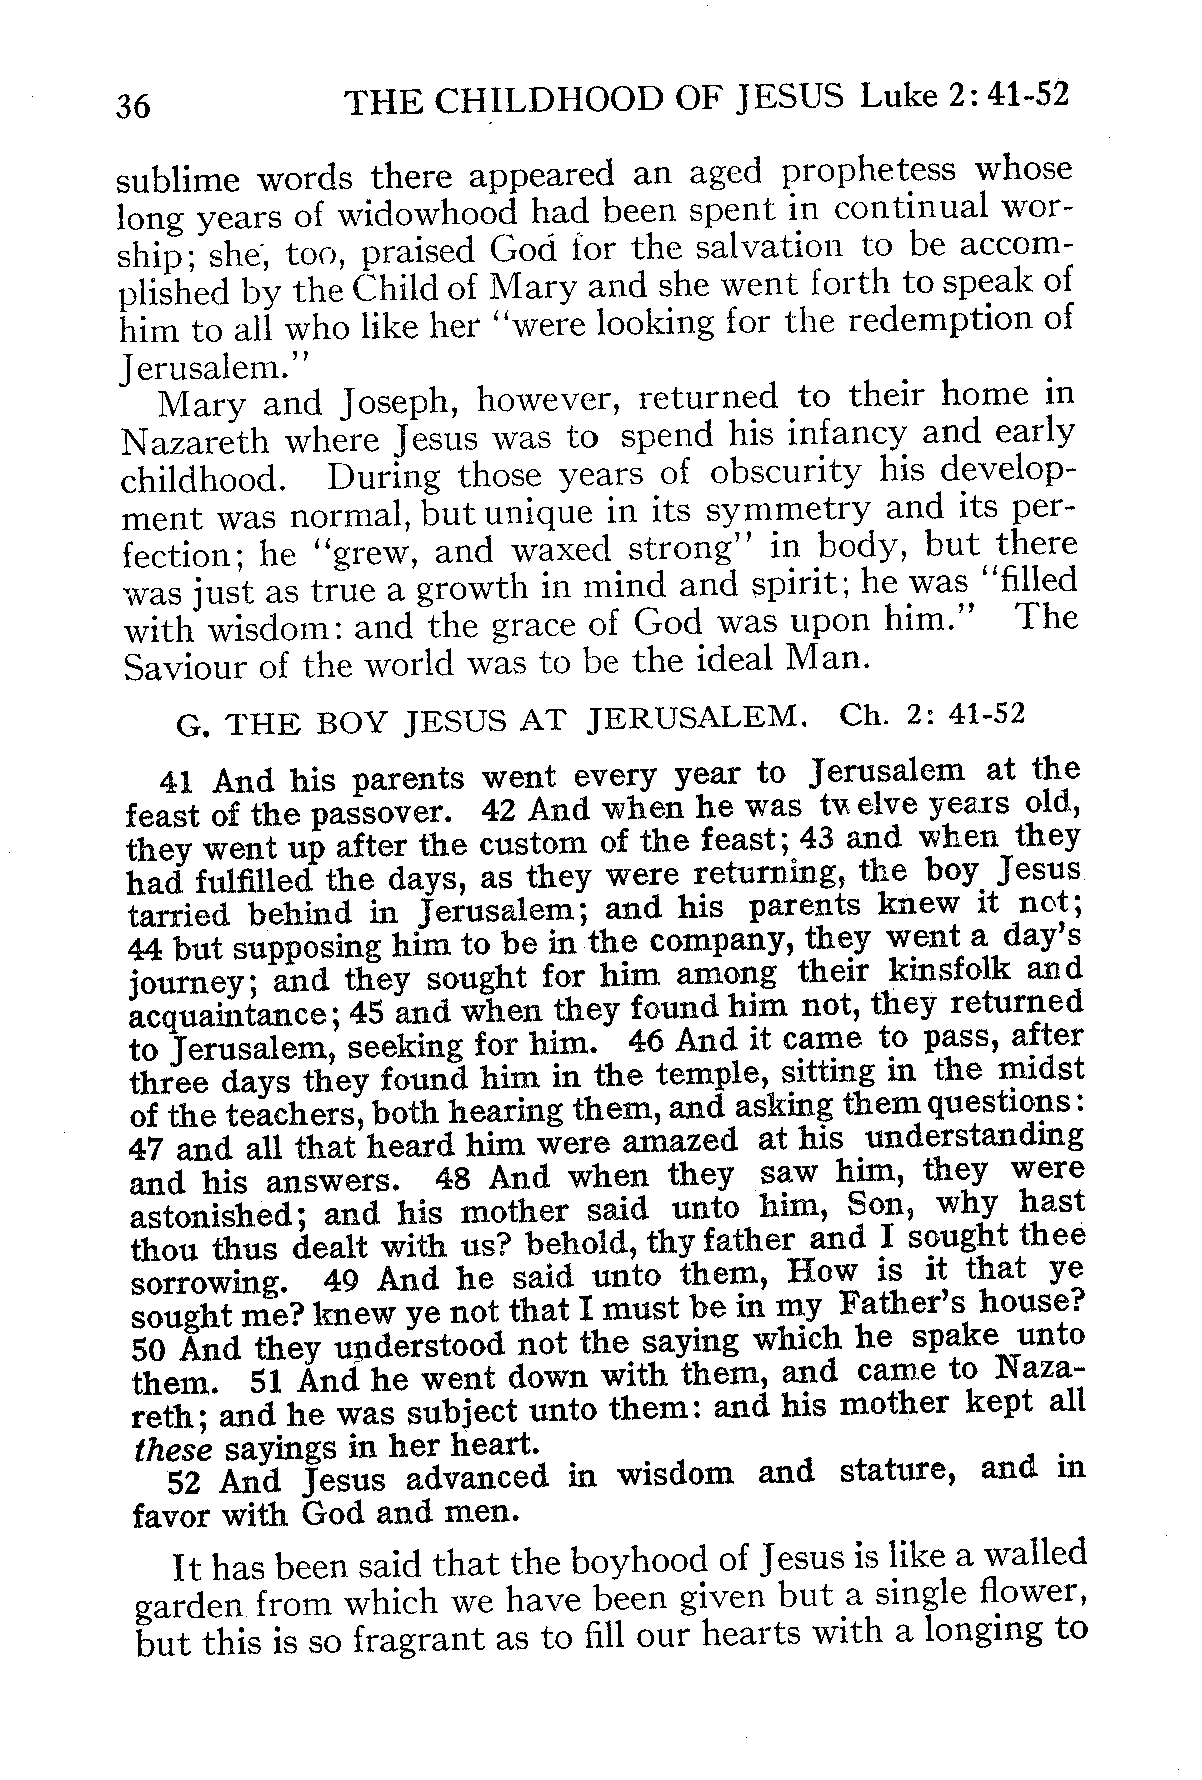 36 THE CHILDHOOD OF JESUS Luke 2: 41-52
sublime words there appeared an aged prophetess whose
long years of widowhood had been spent in continual wor-
ship; she, too, praised God for the salvation to be accom-
plished by the Child of Mary and she went forth to speak of
him to all who like her "were looking for the redemption of
Jerusalem."
Mary and Joseph, however, returned to their home in
Nazareth where Jesus was to spend his infancy and early
childhood. During those years of obscurity his develop-
ment was normal, but unique in its symmetry and its per-
fection; he "grew, and waxed strong" in body, but there
was just as true a growth in mind and spirit; he was "filled
with wisdom: and the grace of God was upon him." The
Saviour of the world was to be the ideal Man.
G. THE BOY JESUS AT JERUSALEM. Ch. 2: 41-52
41 And his parents went every year to Jerusalem at the
feast of the passover. 42 And when he was twelve years old,
they went up after the custom of the feast; 43 and when they
had fulfilled the days, as they were returning, the boy Jesus
tarried behind in Jerusalem; and his parents knew it not;
44 but supposing him to be in the company, they went a day's
journey; and they sought for him among their kinsfolk and
acquaintance; 45 and when they found him not, they returned
to Jerusalem, seeking for him. 46 And it came to pass, after
three days they found him in the temple, sitting in the midst
of the teachers, both hearing them, and asking them questions:
47 and all that heard him were amazed at his understanding
and his answers. 48 And when they saw him, they were
astonished; and his mother said unto him, Son, why hast
thou thus dealt with us? behold, thy father and I sought thee
sorrowing. 49 And he said unto them, How is it that ye
sought me? knew ye not that I must be in my Father's house?
50 And they understood not the saying which he spake unto
them. 51 And he went down with them, and came to Naza-
reth; and he was subject unto them: and his mother kept all
these sayings in her heart.
52 And Jesus advanced in wisdom and stature, and in
favor with God and men.
It has been said that the boyhood of Jesus is like a walled
garden from which we have been given but a single flower,
but this is so fragrant as to fill our hearts with a longing to